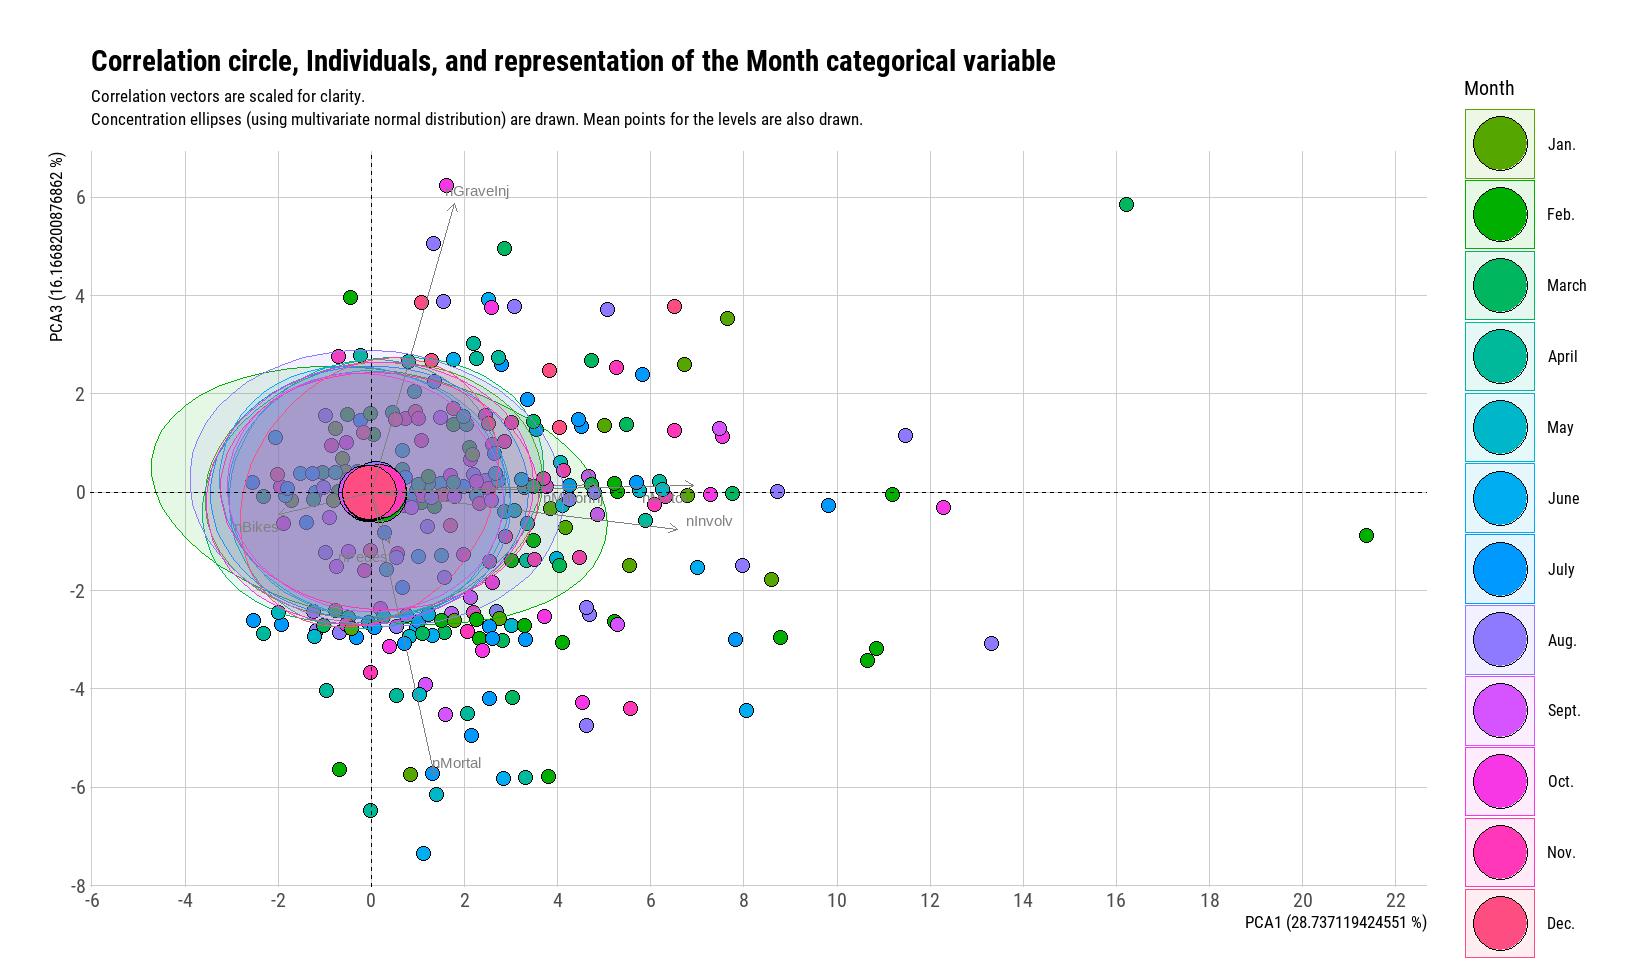 Correlation circle, Individuals, and representation of the Month categorical variable
Correlation vectors are scaled for clarity.
Concentration ellipses (using multivariate normal distribution) are drawn. Mean points for the levels are also drawn.
Month
Jan.
Feb.
March
April
May
June
July
Aug.
Sept.
Oct.
Nov.
Dec.
PCA3 (16.1668200876862 %)
6
4
2
0
-2
-4
-6
-8
nGraveInj
nInvolv
nBikes
nMortal
-6 -4 -2 0 2 4 6 8 10 12 14 16 18 20 22
PCA1 (28.737119424551 %)